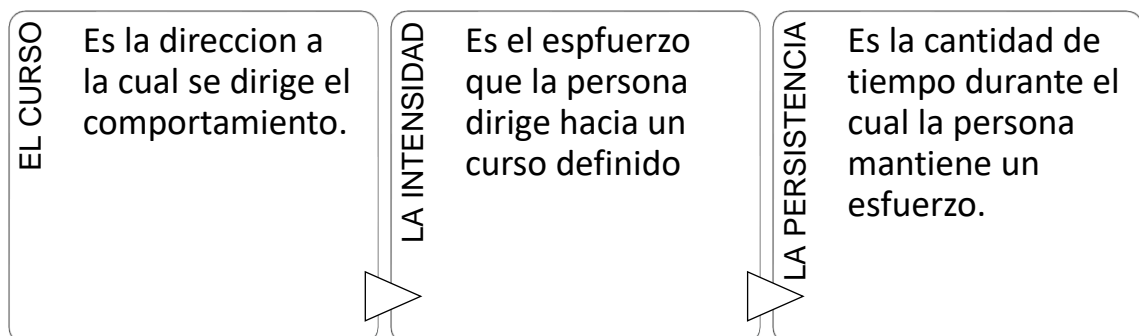 EL CURSO
Es la direccion a
la cual se dirige el
comportamiento.
LA INTENSIDAD
Es el espfuerzo
que la persona
dirige hacia un
curso definido
LA PERSISTENCIA
Es la cantidad de
tiempo durante el
cual la persona
mantiene un
esfuerzo.